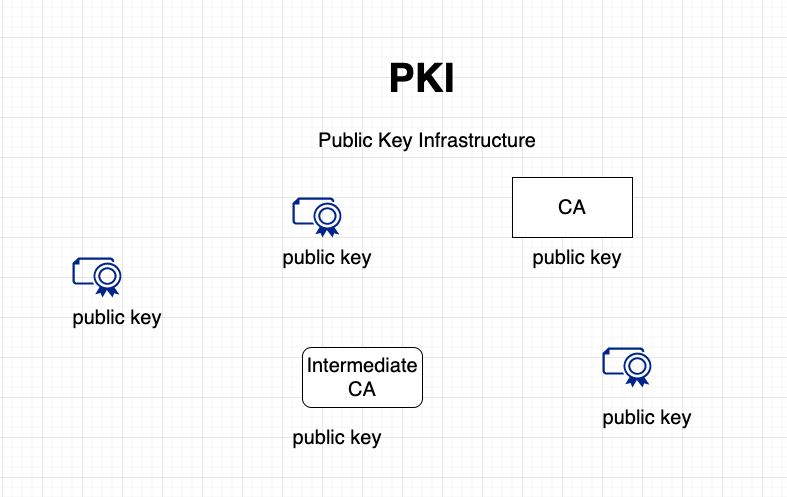 PKI
Public Key Infrastructure
CA
public key
public key
public key
Intermediate
CA
public key
public key